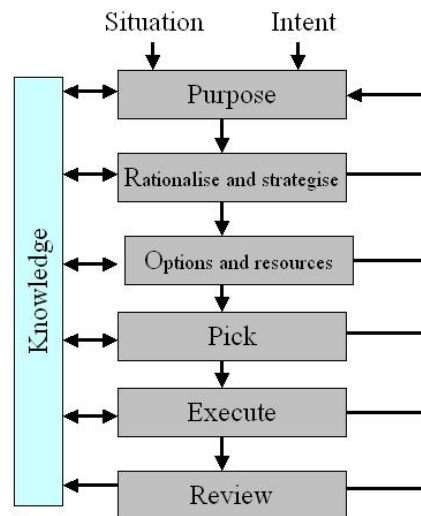 Situation Intent
Purpose
Rationalise and strategise
Options and resources
Pick
Execute
Review
Knowledge